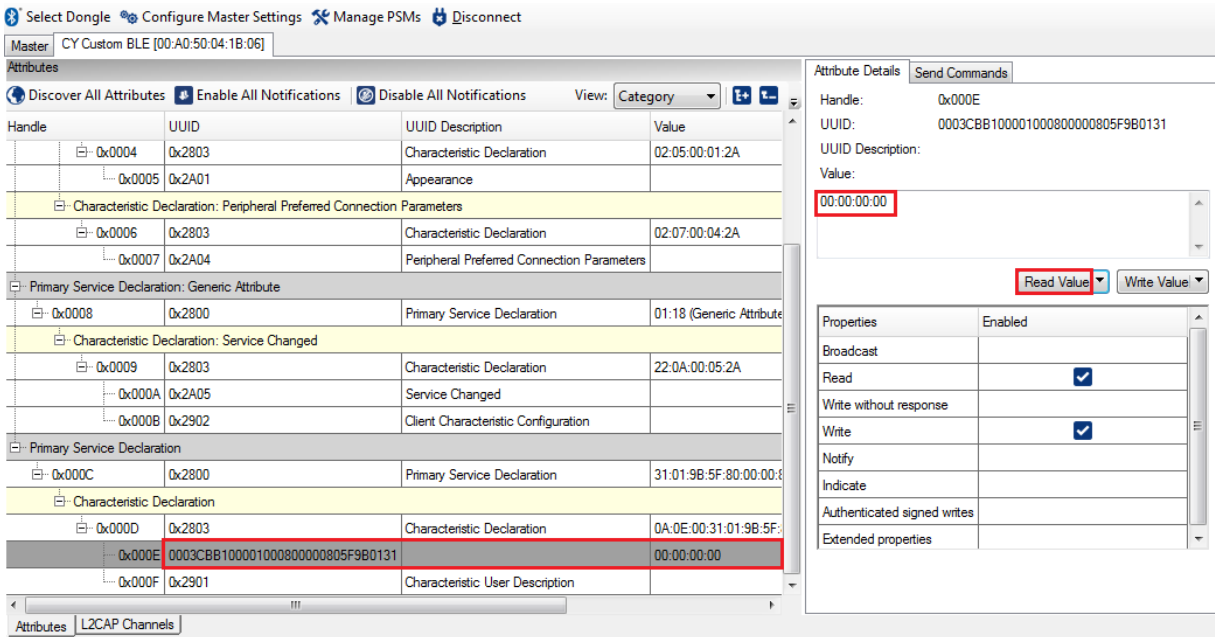 Select Dongle Configure Master Settings Manage PSMs Disconnect
Master CY Custom BLE [00:A0:50:04:1B:06]
Attributes
Discover All Attributes Enable All Notifications Disable All Notifications View: Category
Handle UUID UUID Description Value
0x0004 0x2803 Characteristic Declaration 02:05:00:01:2A
0x0005 0x2A01 Appearance
Characteristic Declaration: Peripheral Preferred Connection Parameters
0x0006 0x2803 Characteristic Declaration 02:07:00:04:2A
0x0007 0x2A04 Peripheral Preferred Connection Parameters
Primary Service Declaration: Generic Attribute
0x0008 0x2800 Primary Service Declaration 01:18 (Generic Attribute
Characteristic Declaration: Service Changed
0x0009 0x2803 Characteristic Declaration 22:0A:00:05:2A
0x000A 0x2A05 Service Changed
0x000B 0x2902 Client Characteristic Configuration
Primary Service Declaration
0x000C 0x2800 Primary Service Declaration 31:01:9B:5F:80:00:00:8
Characteristic Declaration
0x000D 0x2803 Characteristic Declaration 0A:0E:00:31:01:9B:5F:
0x000E 0003CBB100001000800000805F9B0131 00:00:00:00
0x000F 0x2901 Characteristic User Description
Attributes L2CAP Channels
Attribute Details Send Commands
Handle: 0x000E
UUID: 0003CBB100001000800000805F9B0131
UUID Description:
Value:
00:00:00:00
Read Value Write Value
Properties Enabled
Broadcast
Read
Write without response
Write
Notify
Indicate
Authenticated signed writes
Extended properties